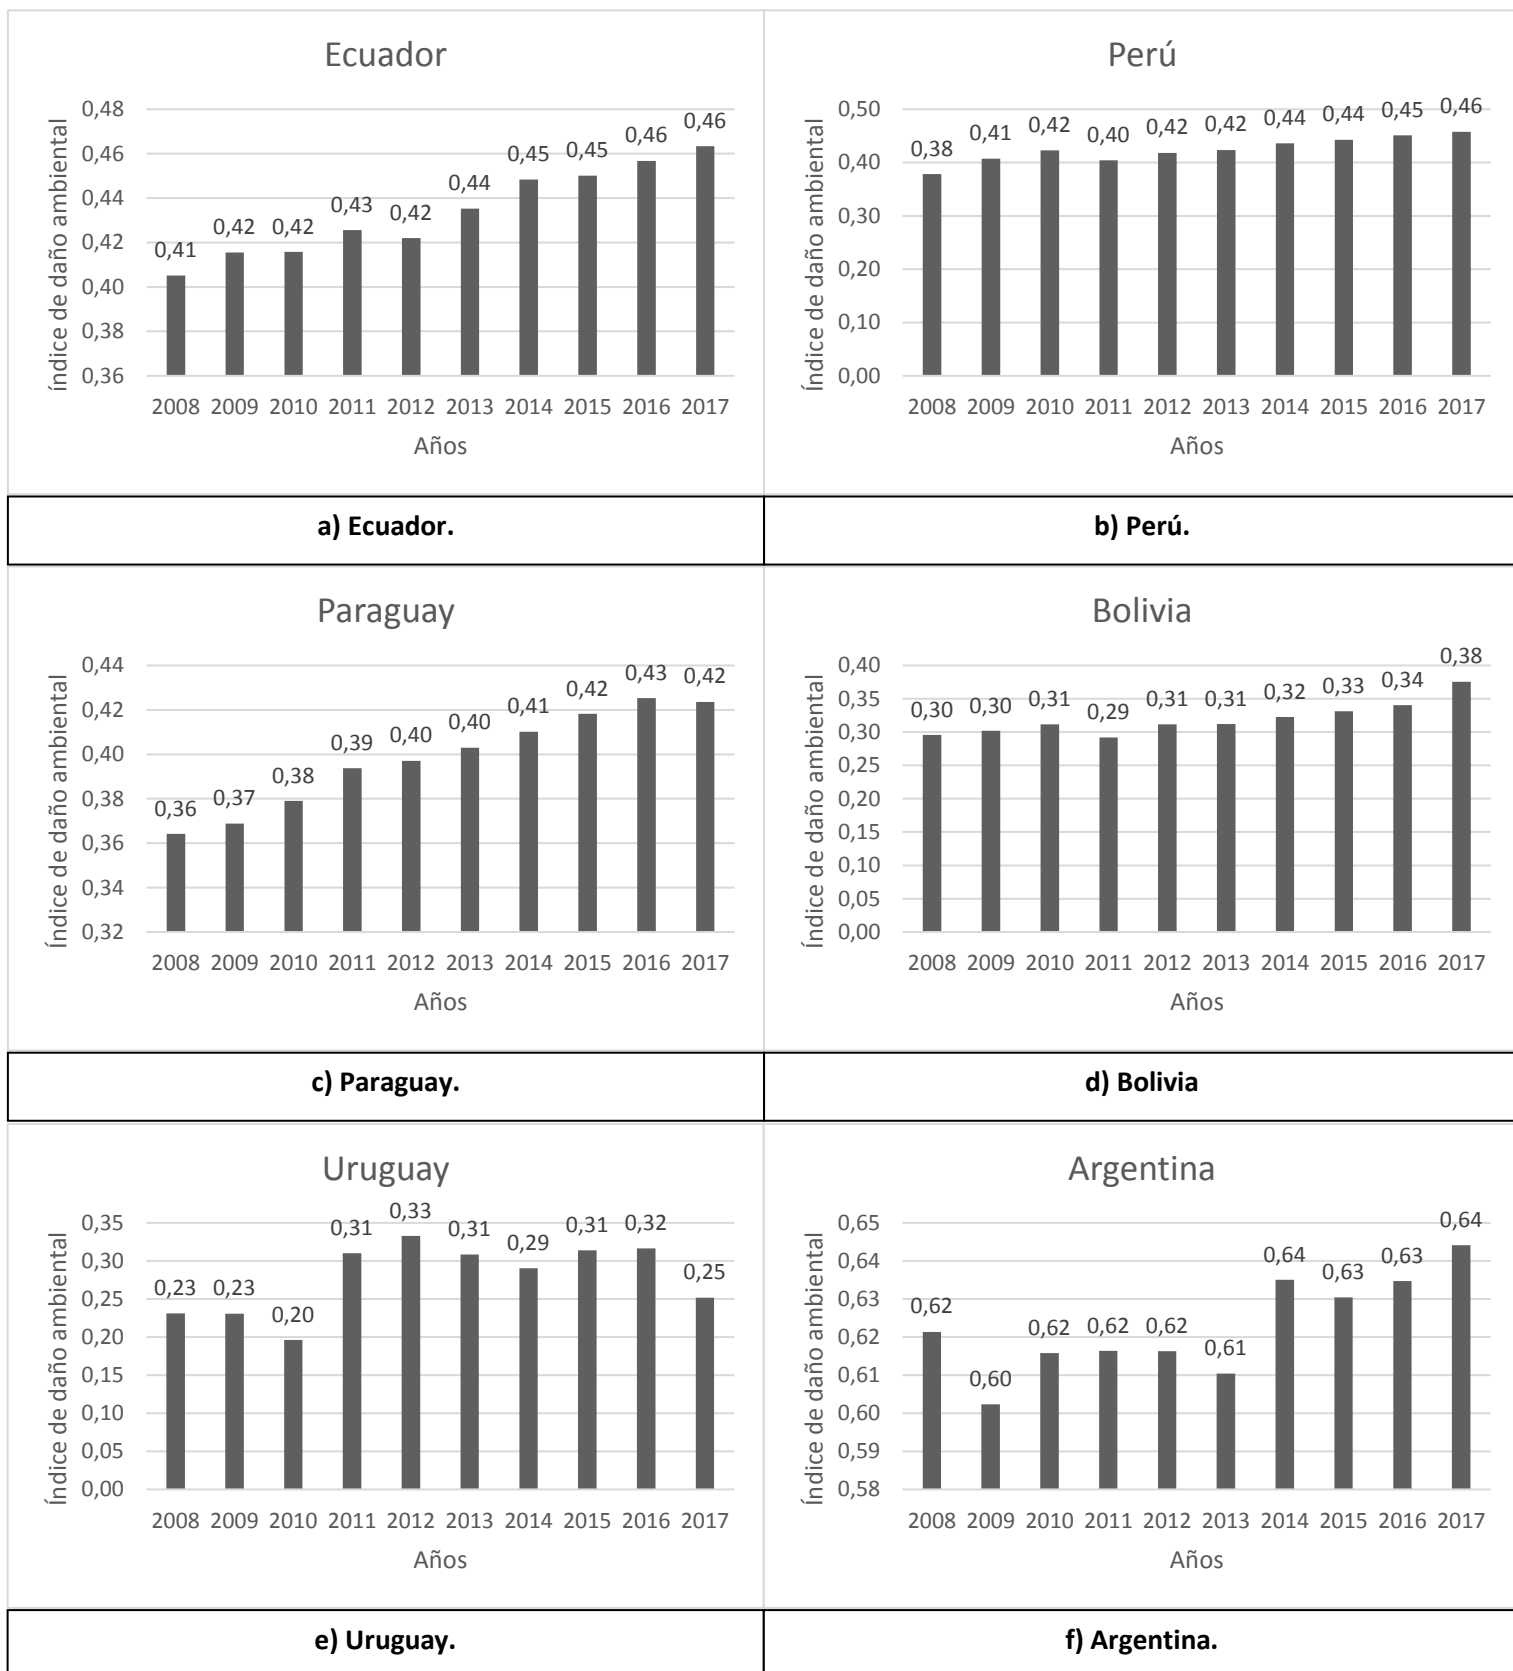 Ecuador
índice de daño ambiental
0,48
0,46
0,44
0,42
0,40
0,38
0,36
0,41 0,42 0,42 0,43 0,42 0,44 0,45 0,45 0,46 0,46
2008 2009 2010 2011 2012 2013 2014 2015 2016 2017
Años
Perú
Índice de daño ambiental
0,50
0,40
0,30
0,20
0,10
0,00
0,38 0,41 0,42 0,40 0,42 0,42 0,44 0,44 0,45 0,46
2008 2009 2010 2011 2012 2013 2014 2015 2016 2017
Años
a) Ecuador.
b) Perú.
Paraguay
Índice de daño ambiental
0,44
0,42
0,40
0,38
0,36
0,34
0,32
0,36 0,37 0,38 0,39 0,40 0,40 0,41 0,42 0,43 0,42
2008 2009 2010 2011 2012 2013 2014 2015 2016 2017
Años
Bolivia
Índice de daño ambiental
0,40
0,35
0,30
0,25
0,20
0,15
0,10
0,05
0,00
0,30 0,30 0,31 0,29 0,31 0,31 0,32 0,33 0,34 0,38
2008 2009 2010 2011 2012 2013 2014 2015 2016 2017
Años
c) Paraguay.
d) Bolivia
Uruguay
Índice de daño ambiental
0,35
0,30
0,25
0,20
0,15
0,10
0,05
0,00
0,23 0,23 0,20 0,31 0,33 0,31 0,29 0,31 0,32 0,25
2008 2009 2010 2011 2012 2013 2014 2015 2016 2017
Años
Argentina
Índice de daño ambiental
0,65
0,64
0,63
0,62
0,61
0,60
0,59
0,58
0,62 0,60 0,62 0,62 0,62 0,61 0,64 0,63 0,63 0,64
2008 2009 2010 2011 2012 2013 2014 2015 2016 2017
Años
e) Uruguay.
f) Argentina.